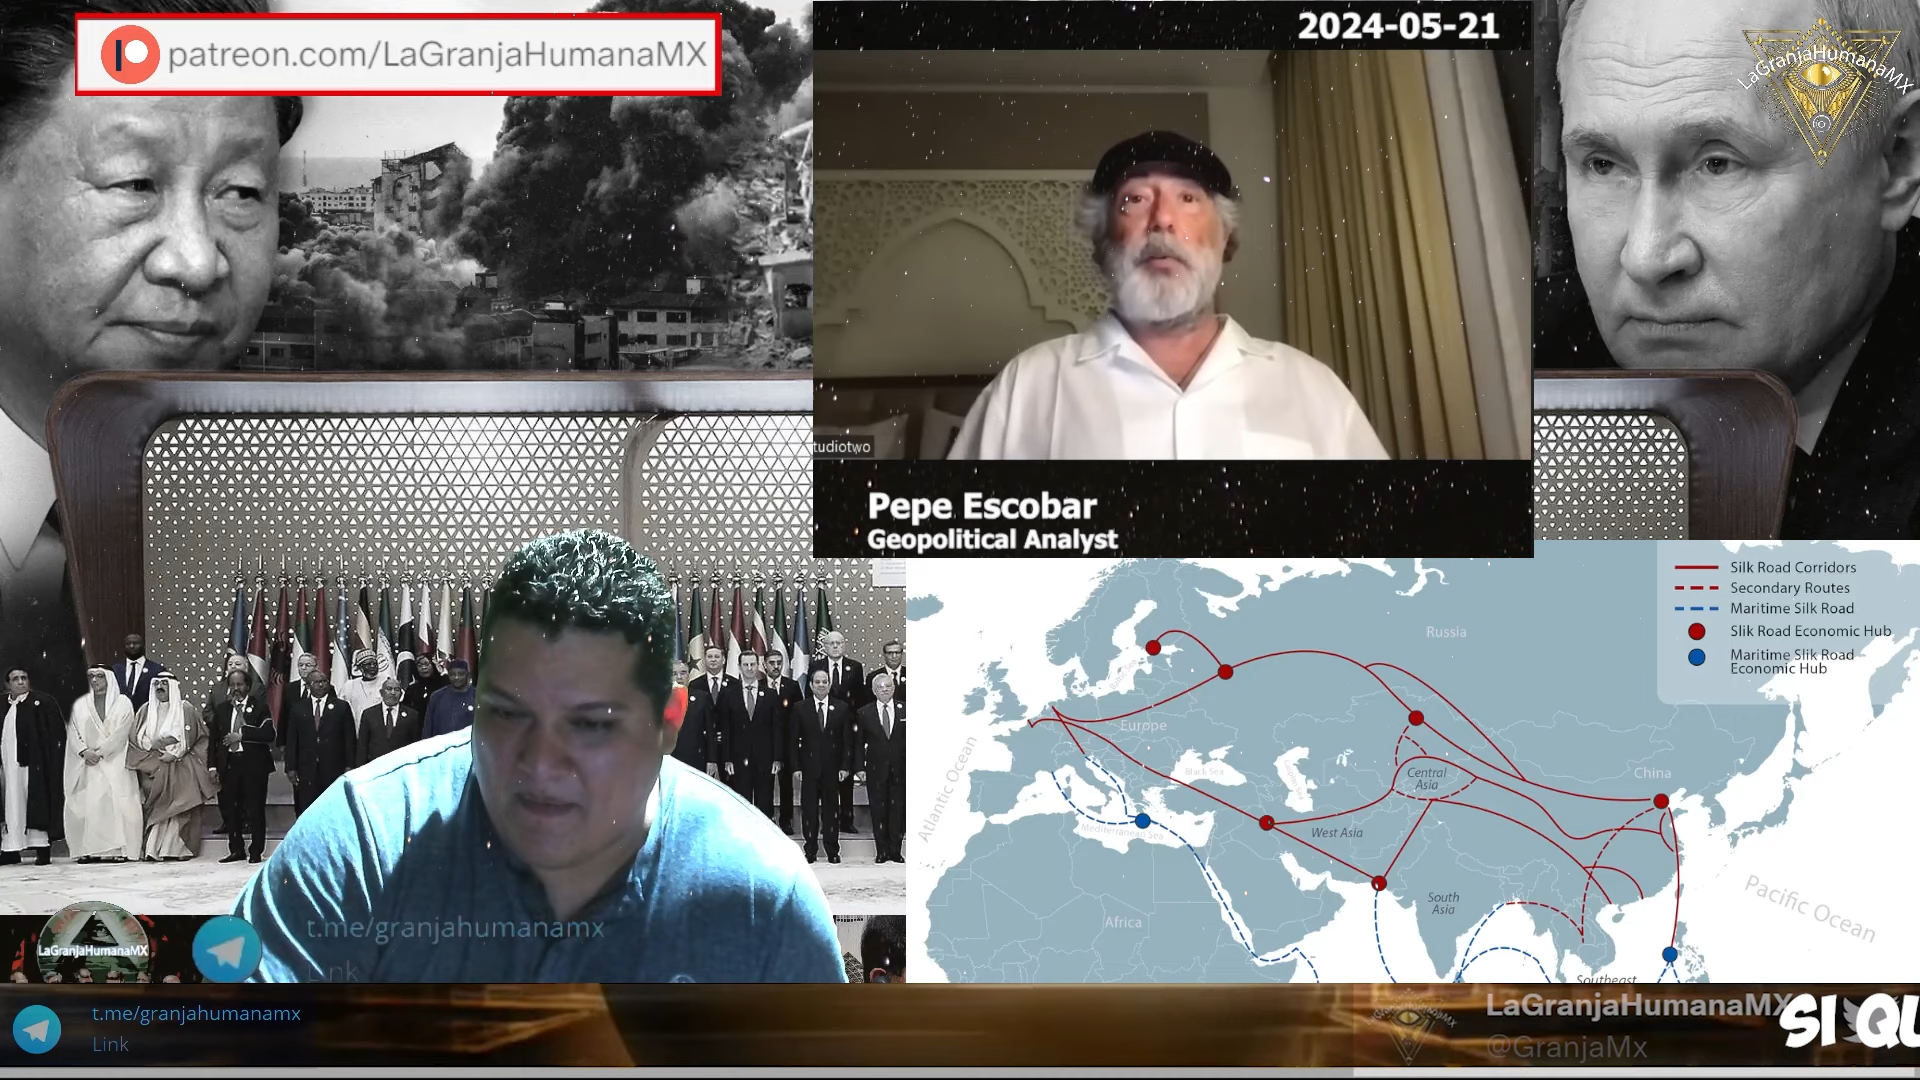 patreon.com/LaGranjaHumanaMX
2024-05-21
LaGranjaHumanaMX
tudiotwo
Pepe Escobar
Geopolitical Analyst
Silk Road Corridors
Secondary Routes
Maritime Silk Road
Slik Road Economic Hub
Maritime Slik Road
Economic Hub
Russia
Europe
Atlantic Ocean
Black Sea
Central
Asia
China
Mediterranean Sea
West Asia
South
Asia
Africa
Pacific Ocean
Southeast
LaGranjaHumanaMX
t.me/granjahumanamx
Link
t.me/granjahumanamx
Link
LaGranjaHumanaMX
@GranjaMx
SI QU